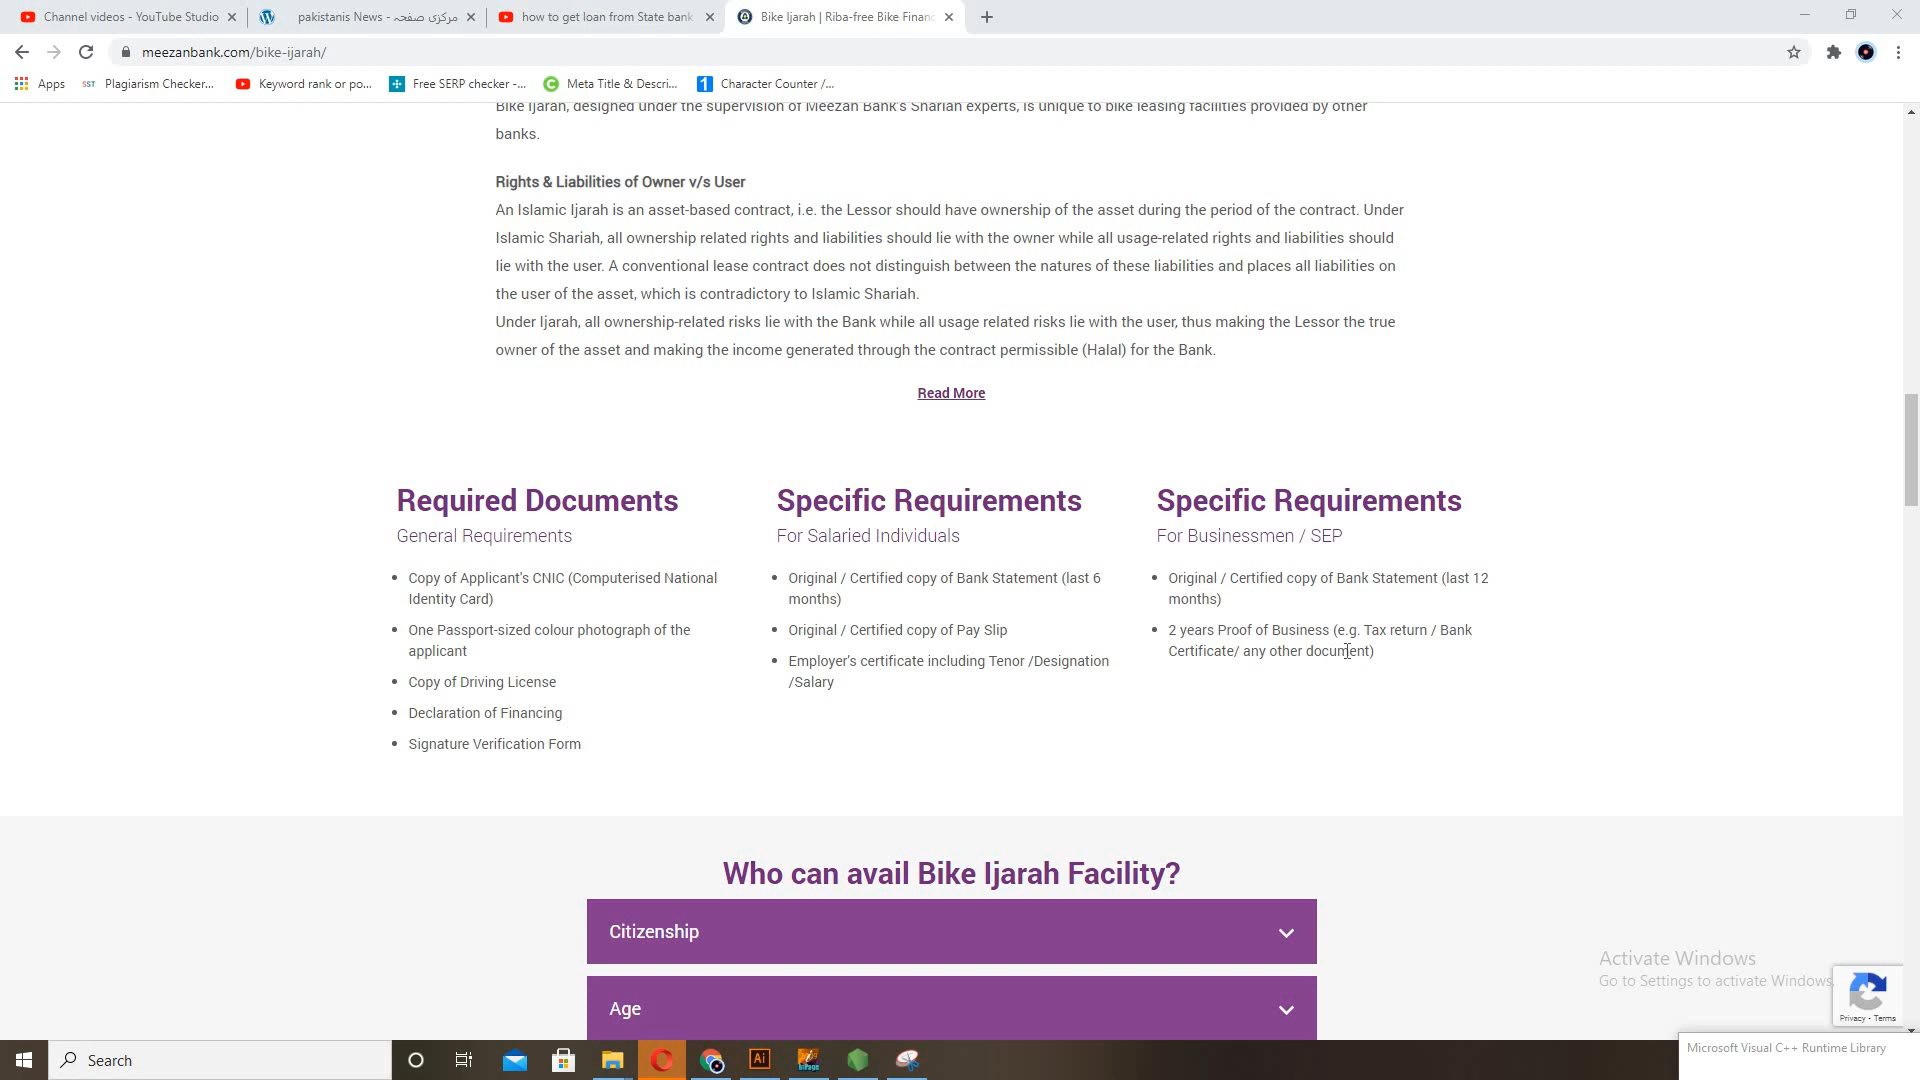 Channel videos - YouTube Studio
pakistanis News - مرکزی صفحہ
how to get loan from State bank
Bike Ijarah | Riba-free Bike Financ
meezanbank.com/bike-ijarah/
Apps
SST Plagiarism Checker...
Keyword rank or po...
Free SERP checker -...
Meta Title & Descri...
Character Counter /...
Bike Ijarah, designed under the supervision of Meezan Bank's Shariah experts, is unique to bike leasing facilities provided by other
banks.
Rights & Liabilities of Owner v/s User
An Islamic Ijarah is an asset-based contract, i.e. the Lessor should have ownership of the asset during the period of the contract. Under
Islamic Shariah, all ownership related rights and liabilities should lie with the owner while all usage-related rights and liabilities should
lie with the user. A conventional lease contract does not distinguish between the natures of these liabilities and places all liabilities on
the user of the asset, which is contradictory to Islamic Shariah.
Under Ijarah, all ownership-related risks lie with the Bank while all usage related risks lie with the user, thus making the Lessor the true
owner of the asset and making the income generated through the contract permissible (Halal) for the Bank.
Read More
Required Documents
General Requirements
Copy of Applicant's CNIC (Computerised National
Identity Card)
One Passport-sized colour photograph of the
applicant
Copy of Driving License
Declaration of Financing
Signature Verification Form
Specific Requirements
For Salaried Individuals
Original / Certified copy of Bank Statement (last 6
months)
Original / Certified copy of Pay Slip
Employer's certificate including Tenor /Designation
/Salary
Specific Requirements
For Businessmen / SEP
Original / Certified copy of Bank Statement (last 12
months)
2 years Proof of Business (e.g. Tax return / Bank
Certificate/ any other document)
Who can avail Bike Ijarah Facility?
Citizenship
Age
Activate Windows
Go to Settings to activate Windows.
Privacy - Terms
Microsoft Visual C++ Runtime Library
Search
Ai